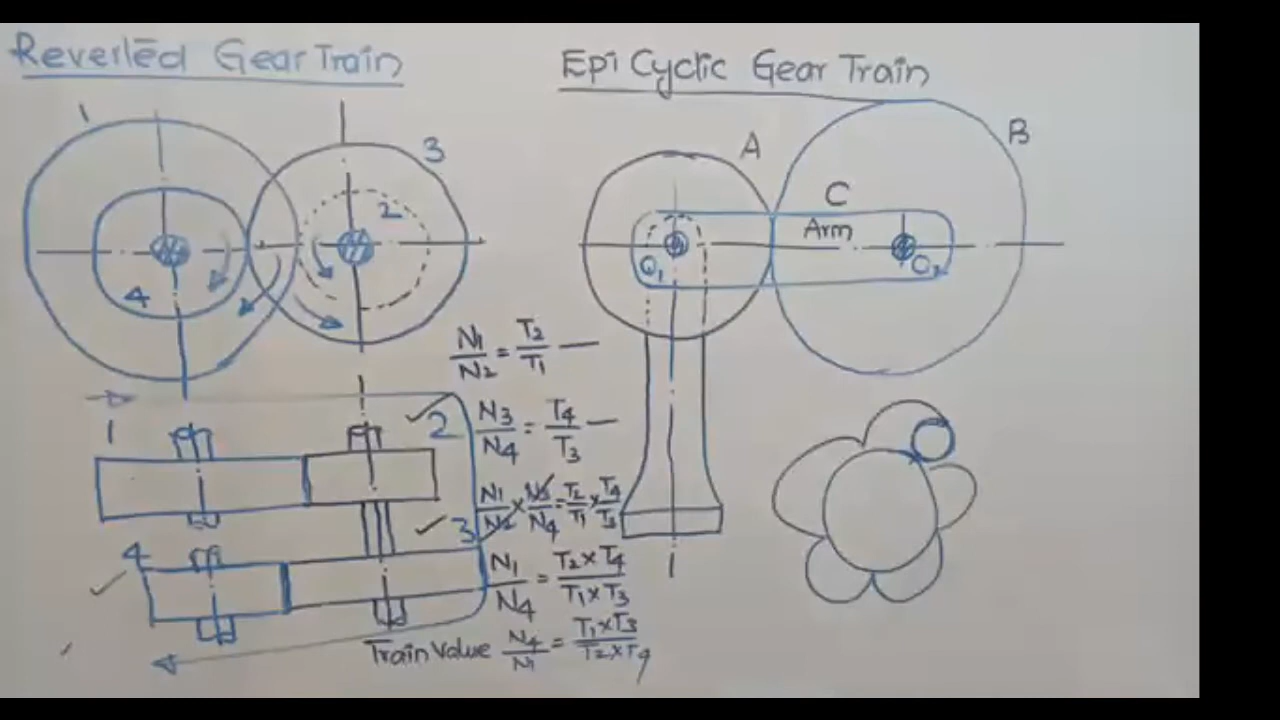 Reverted Gear Train
1
3
2
4
N1/N2 = T2/T1 —
N3/N4 = T4/T3 —
N1/N2 × N3/N4 = T2/T1 × T4/T3
N1/N4 = T2×T4/T1×T3
Train Value N4/N1 = T1×T3/T2×T4
1
2
3
4
Epi Cyclic Gear Train
A
B
C
Arm
O1
O2